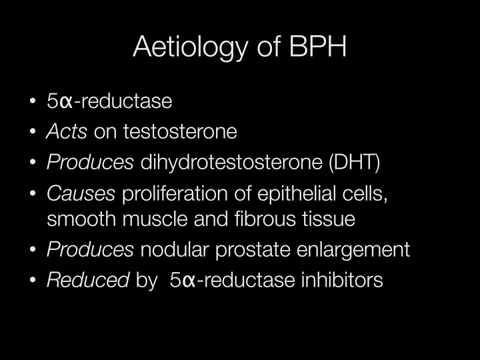 Aetiology of BPH
• 5α-reductase
• Acts on testosterone
• Produces dihydrotestosterone (DHT)
• Causes proliferation of epithelial cells,
smooth muscle and fibrous tissue
• Produces nodular prostate enlargement
• Reduced by 5α-reductase inhibitors